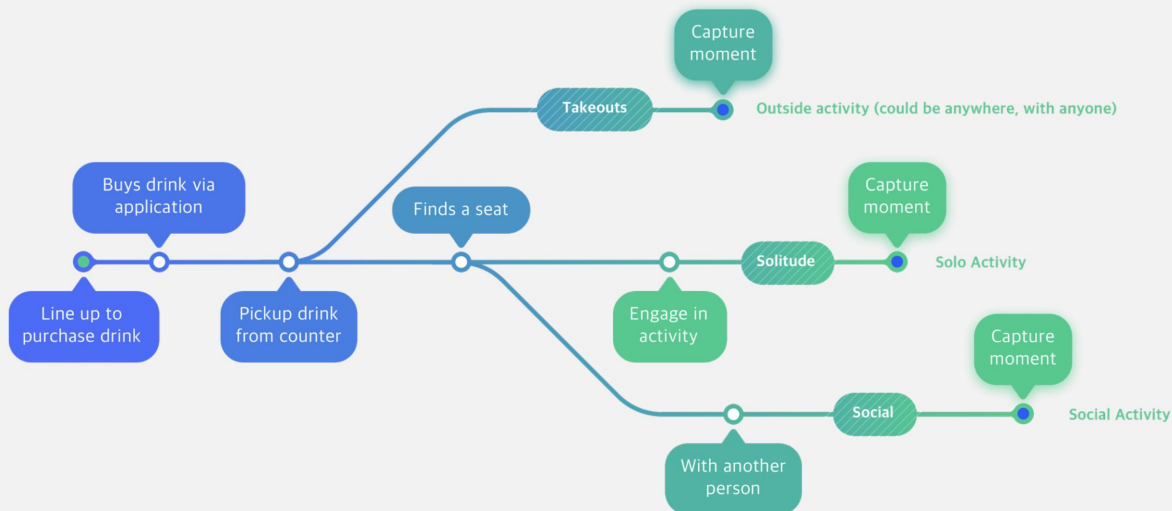 Capture
moment
Takeouts
Outside activity (could be anywhere, with anyone)
Buys drink via
application
Finds a seat
Capture
moment
Solitude
Solo Activity
Line up to
purchase drink
Pickup drink
from counter
Engage in
activity
Capture
moment
Social
Social Activity
With another
person